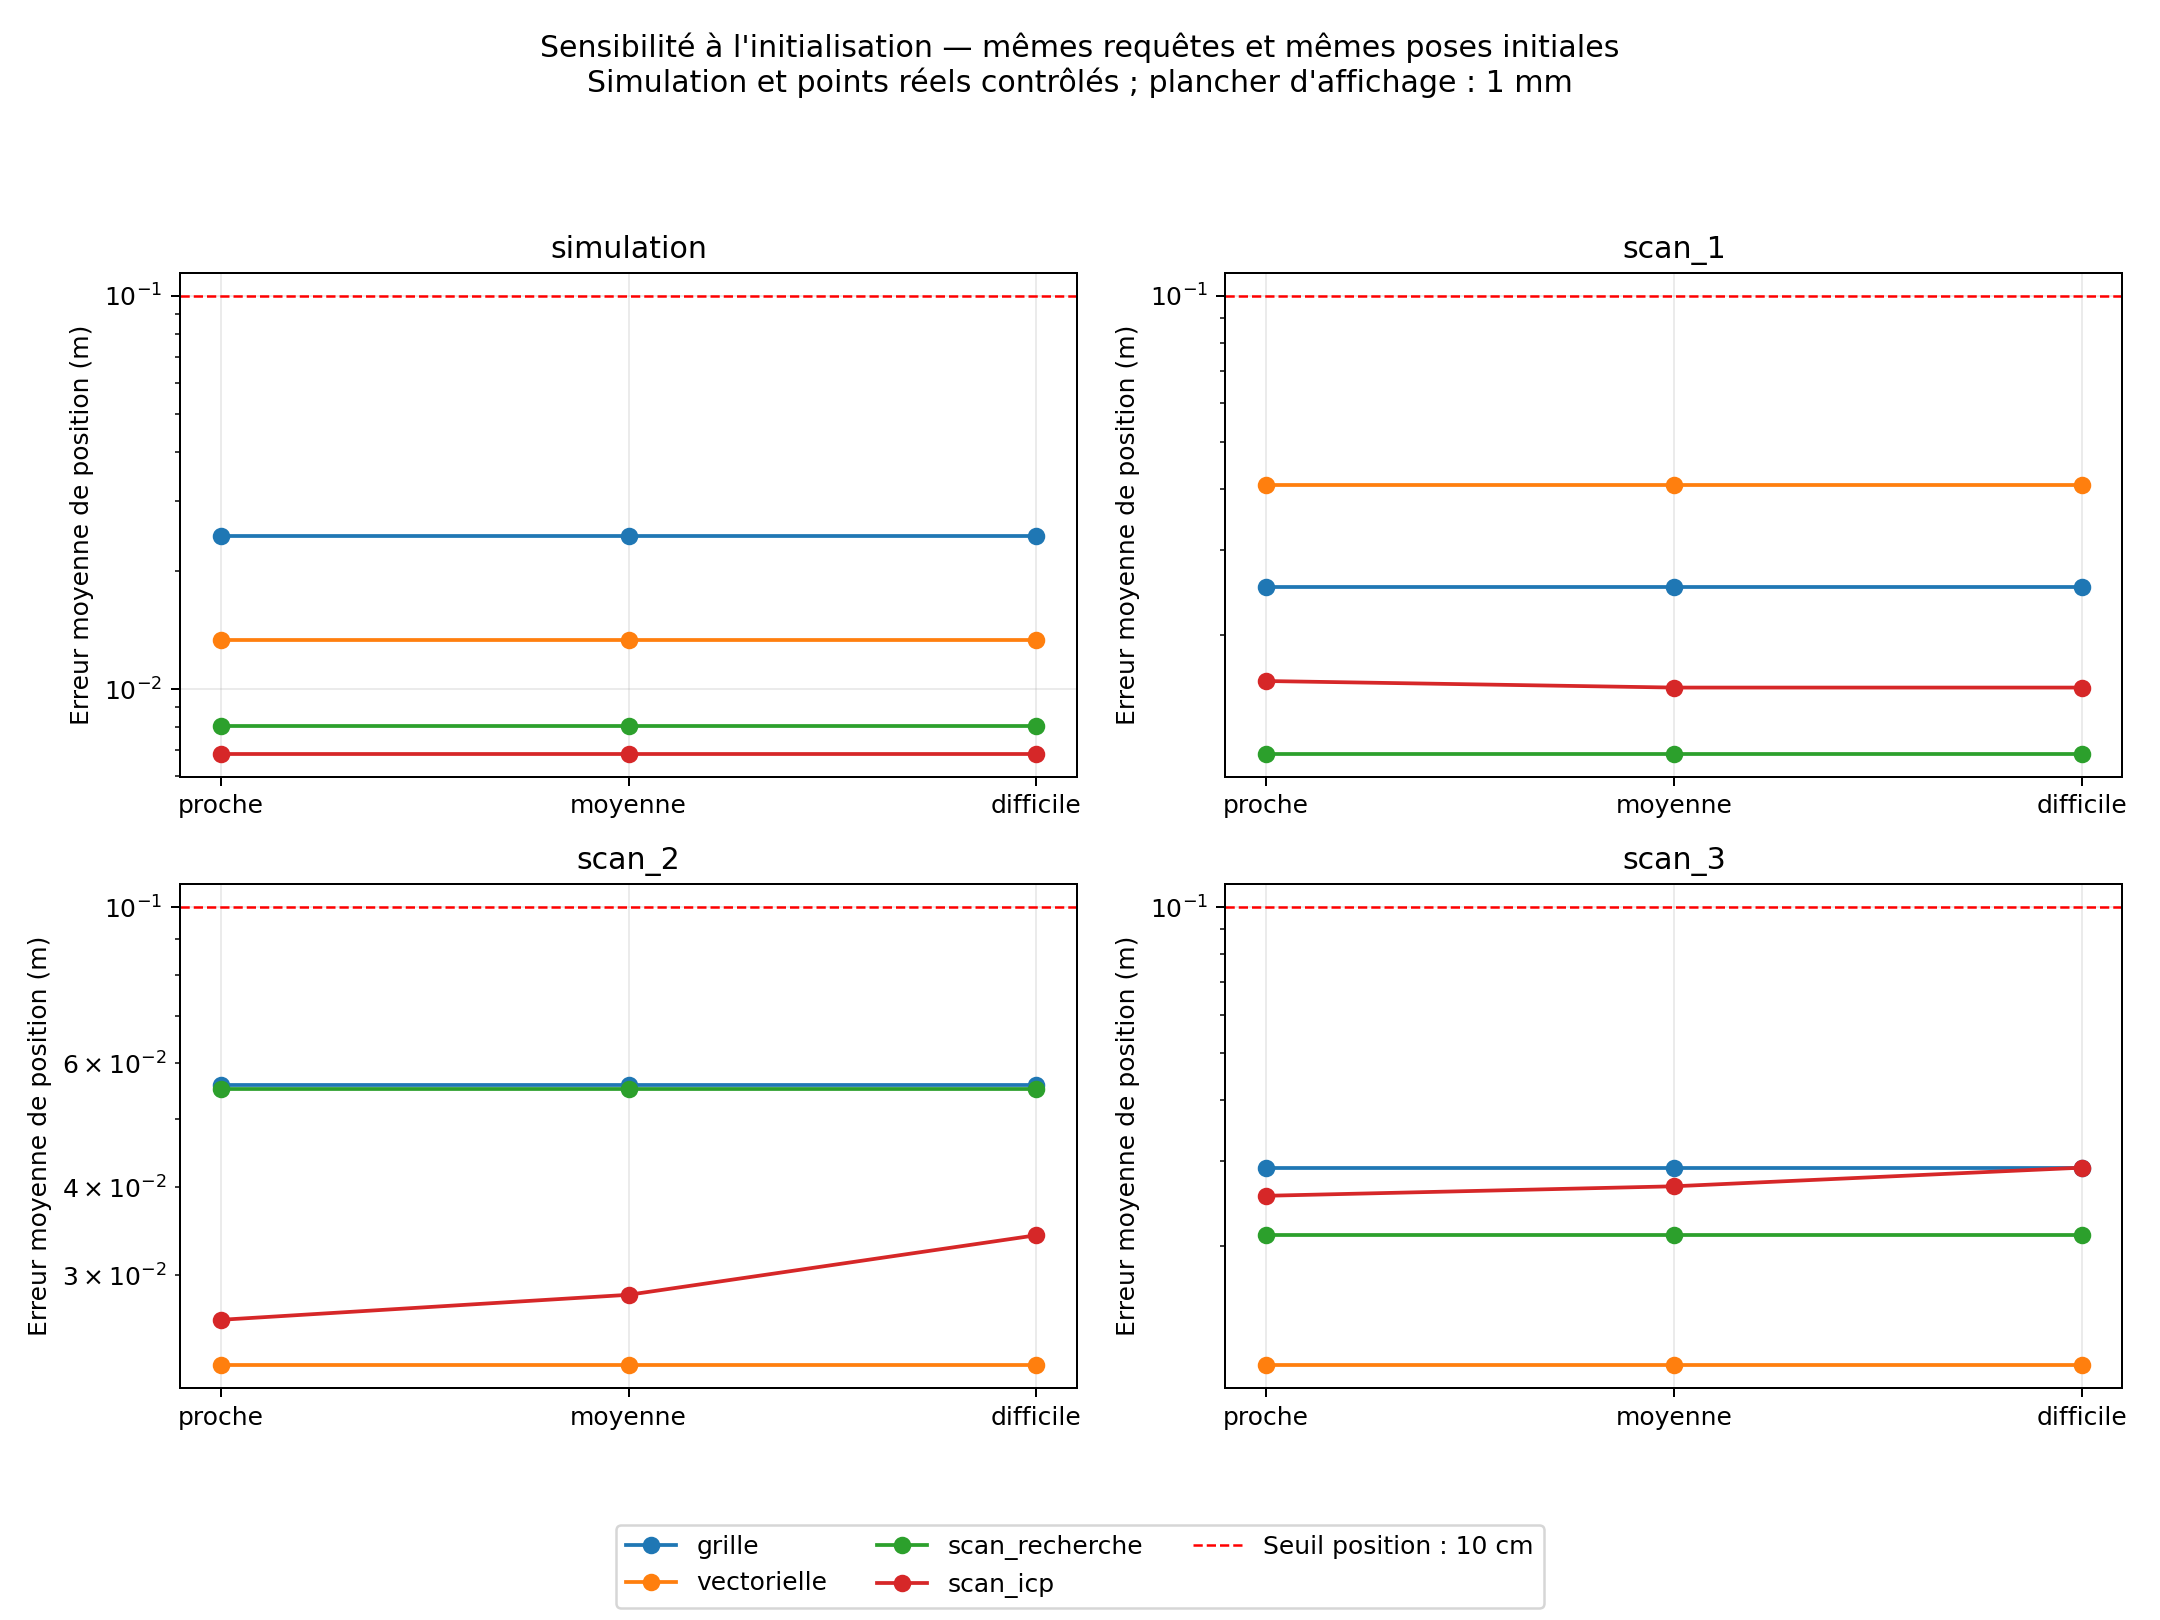 Sensibilité à l'initialisation — mêmes requêtes et mêmes poses initiales
Simulation et points réels contrôlés ; plancher d'affichage : 1 mm
simulation
Erreur moyenne de position (m)
10⁻¹
10⁻²
proche moyenne difficile
scan_1
Erreur moyenne de position (m)
10⁻¹
proche moyenne difficile
scan_2
Erreur moyenne de position (m)
10⁻¹
6 × 10⁻²
4 × 10⁻²
3 × 10⁻²
proche moyenne difficile
scan_3
Erreur moyenne de position (m)
10⁻¹
proche moyenne difficile
grille
vectorielle
scan_recherche
scan_icp
Seuil position : 10 cm